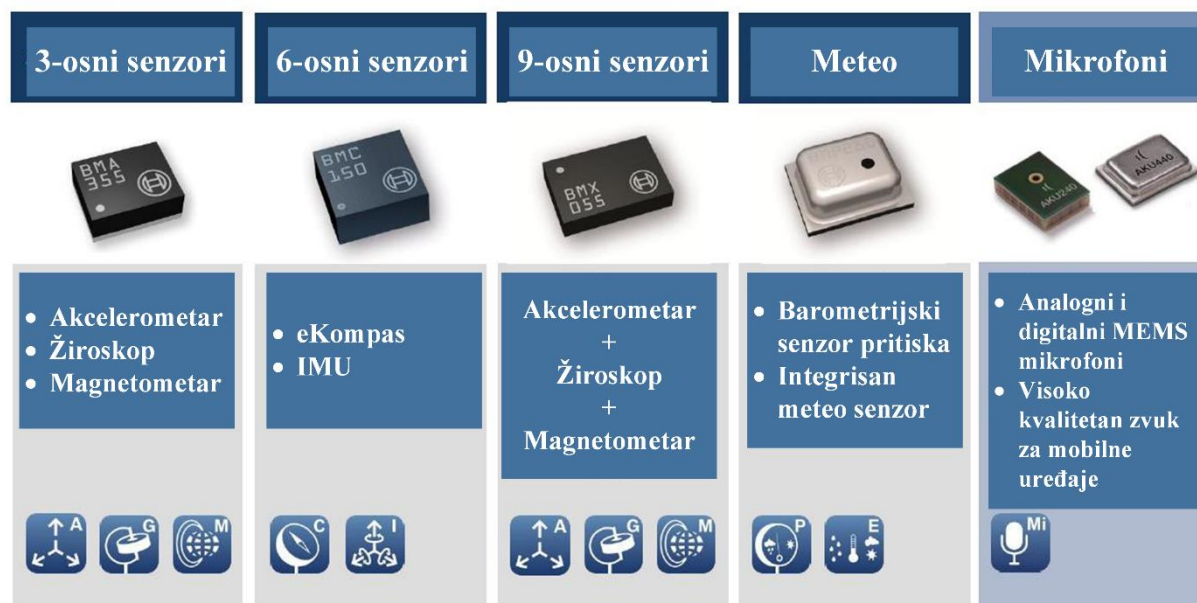 3-osni senzori
6-osni senzori
9-osni senzori
Meteo
Mikrofoni
BMA
355
BMC
150
BMX
055
AKU240
AKU440
• Akcelerometar
• Žiroskop
• Magnetometar
• eKompas
• IMU
Akcelerometar
+
Žiroskop
+
Magnetometar
• Barometrijski
senzor pritiska
• Integrisan
meteo senzor
• Analogni i
digitalni MEMS
mikrofoni
• Visoko
kvalitetan zvuk
za mobilne
uređaje
A
G
M
C
I
A
G
M
P
E
Mi